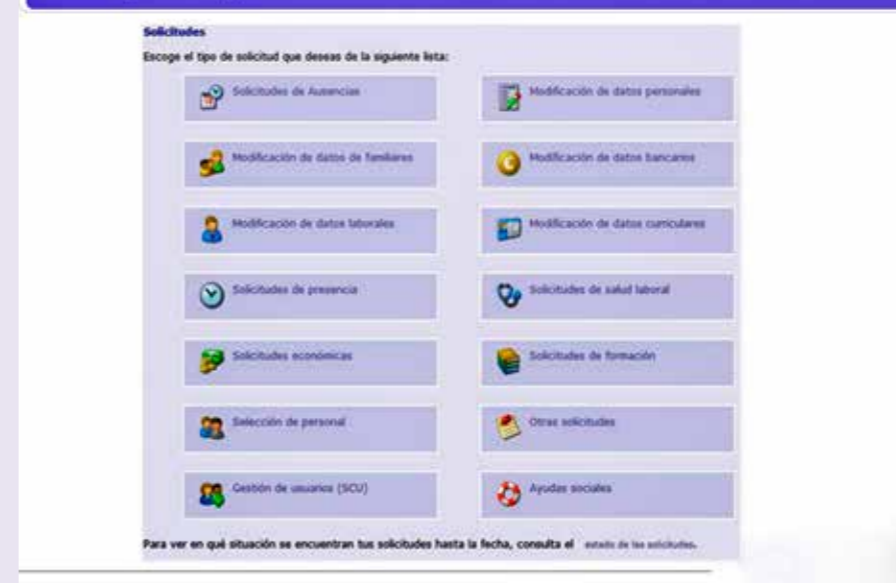 Solicitudes
Escoge el tipo de solicitud que deseas de la siguiente lista:
Solicitudes de Ausencias
Modificación de datos personales
Modificación de datos de familiares
Modificación de datos bancarios
Modificación de datos laborales
Modificación de datos curriculares
Solicitudes de presencia
Solicitudes de salud laboral
Solicitudes económicas
Solicitudes de formación
Selección de personal
Otras solicitudes
Gestión de usuarios (SCU)
Ayudas sociales
Para ver en qué situación se encuentran tus solicitudes hasta la fecha, consulta el estado de las solicitudes.